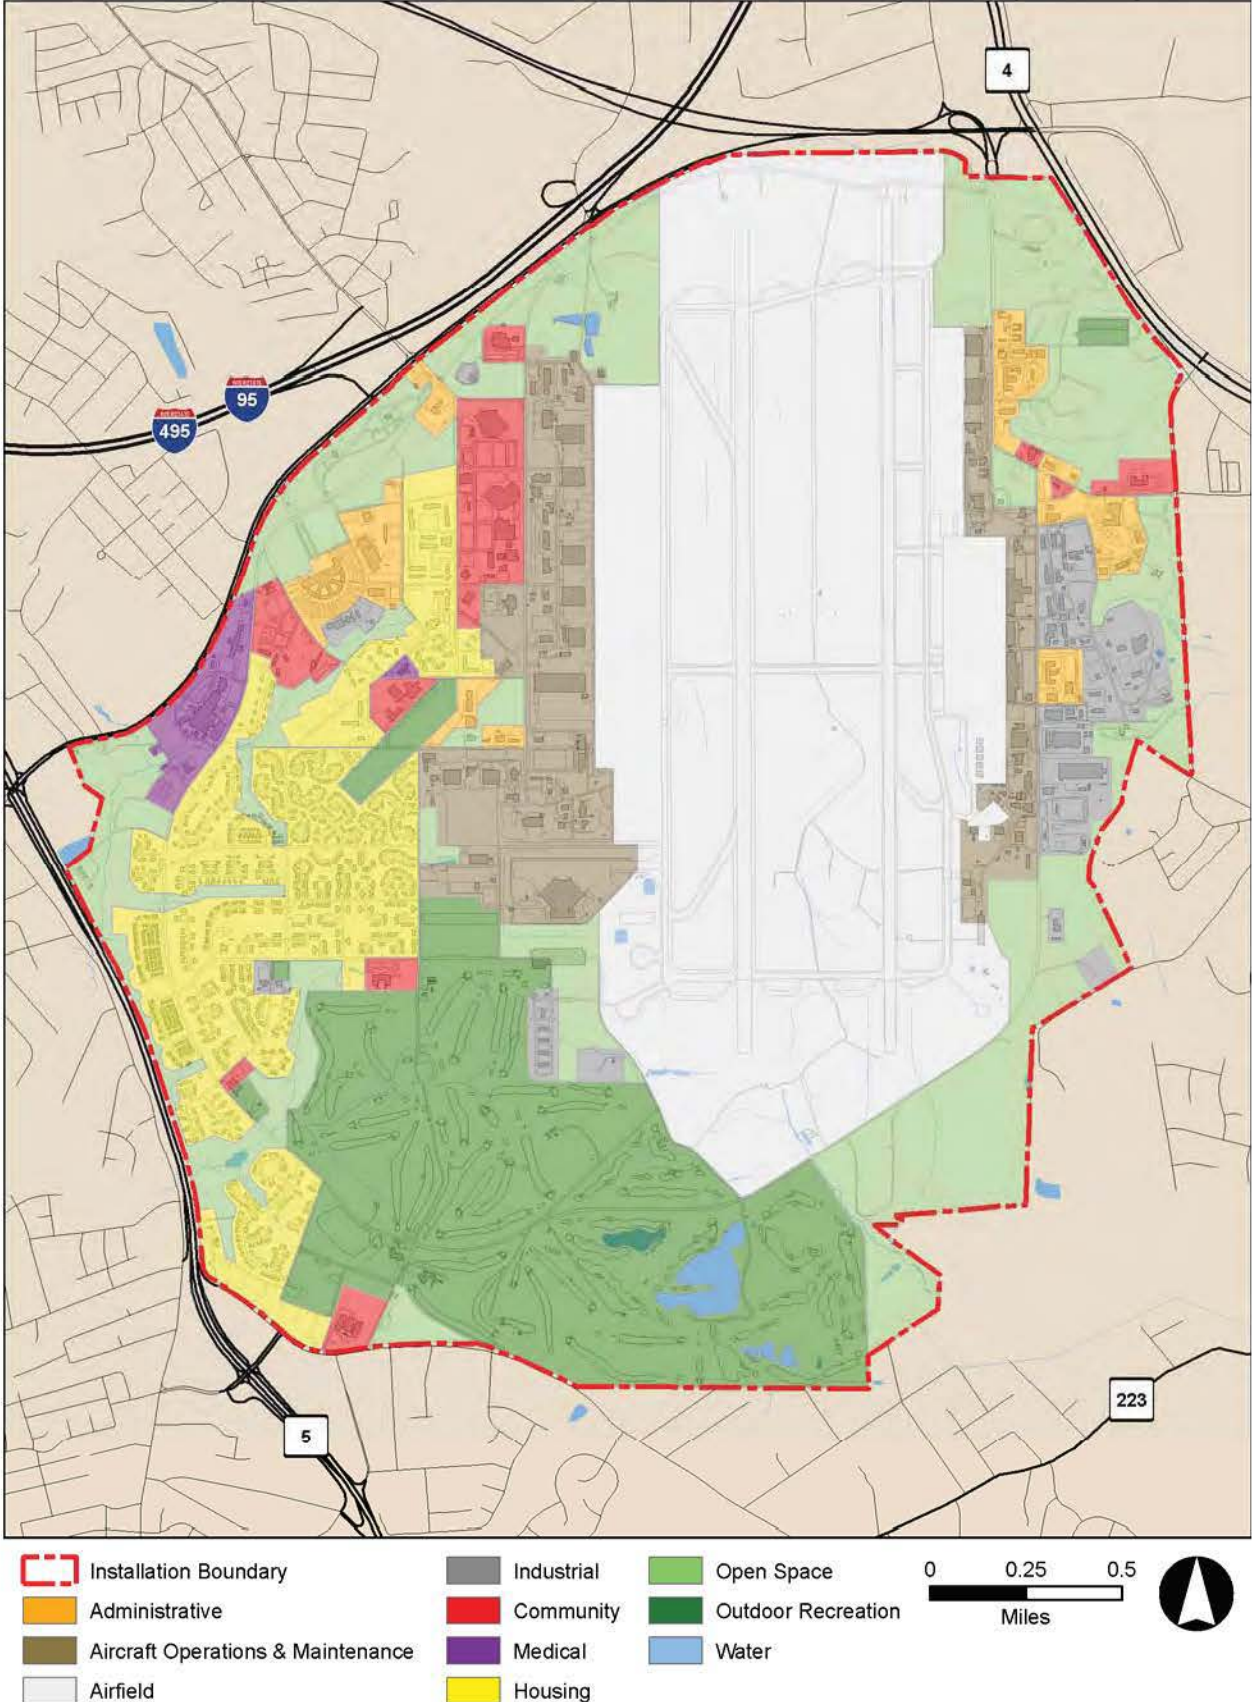 4
95
495
223
5
Installation Boundary
Administrative
Aircraft Operations & Maintenance
Airfield
Industrial
Community
Medical
Housing
Open Space
Outdoor Recreation
Water
0 0.25 0.5
Miles